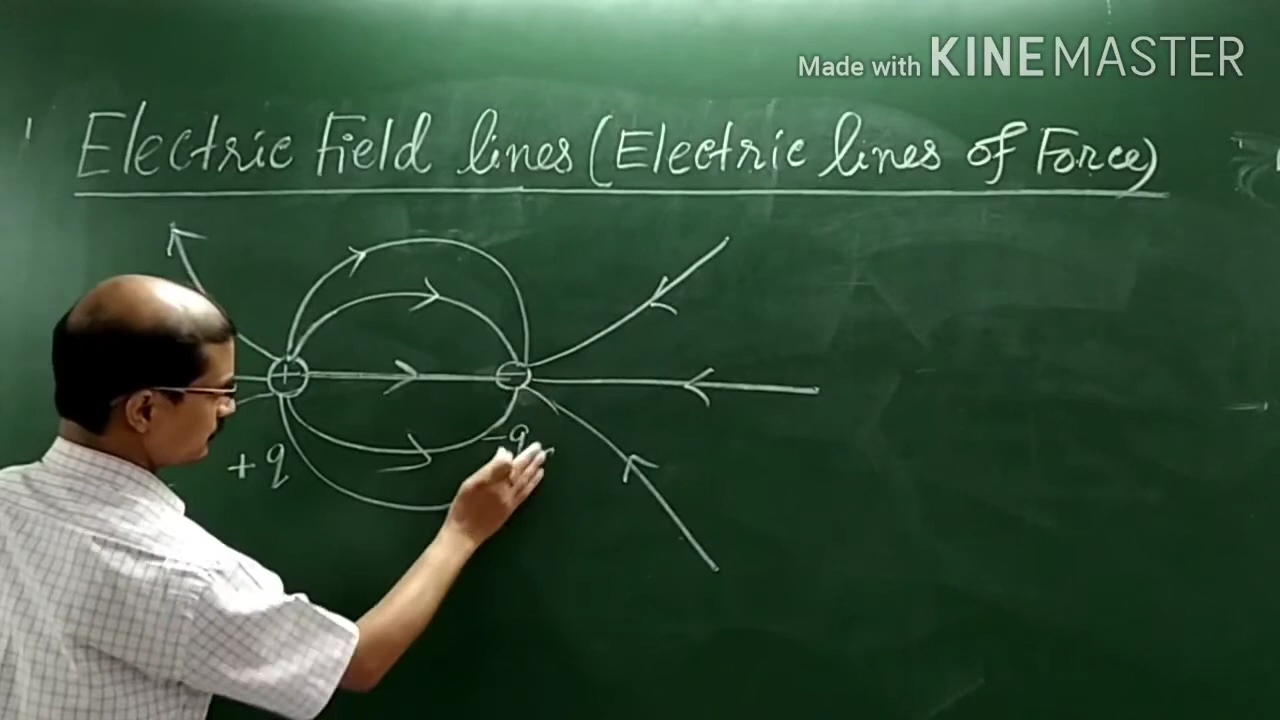 Made with KINEMASTER
Electric Field lines (Electric lines of Force)
+
−
+q
−q